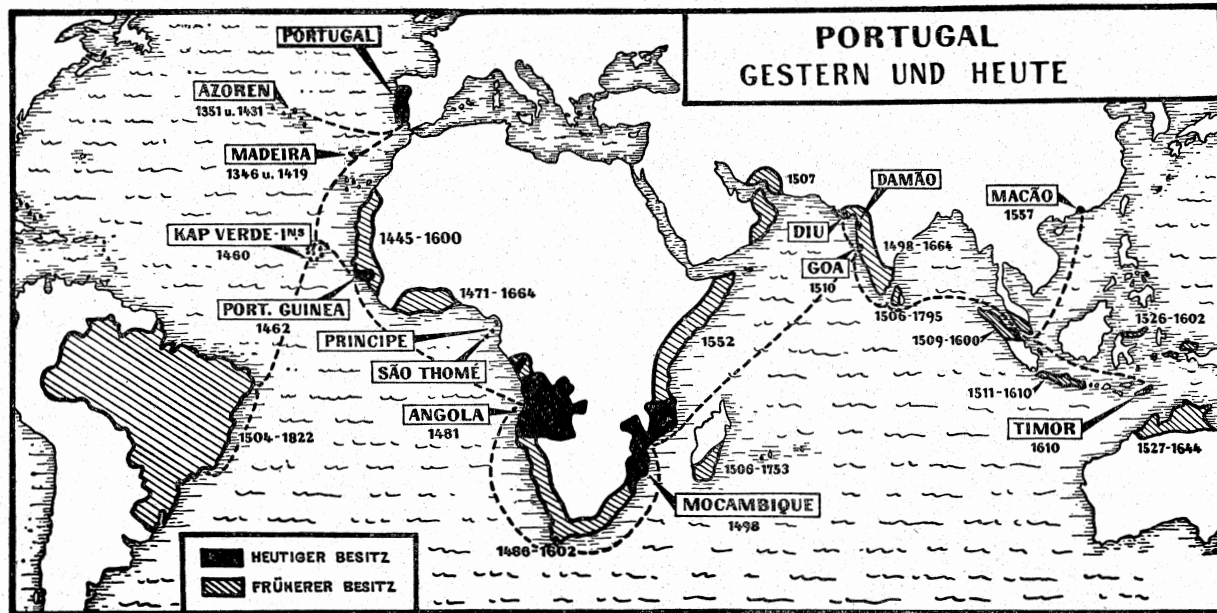 PORTUGAL
GESTERN UND HEUTE
PORTUGAL
AZOREN
1351 u. 1431
MADEIRA
1346 u. 1419
KAP VERDE-INS
1460
1445-1600
PORT. GUINEA
1462
1471-1664
PRINCIPE
SÃO THOMÉ
ANGOLA
1481
1504-1822
1486-1602
MOCAMBIQUE
1498
1506-1753
1552
1507
DAMÃO
DIU
GOA
1510
1498-1664
1506-1795
MACÃO
1557
1509-1600
1526-1602
1511-1610
TIMOR
1610
1527-1644
HEUTIGER BESITZ
FRÜHERER BESITZ